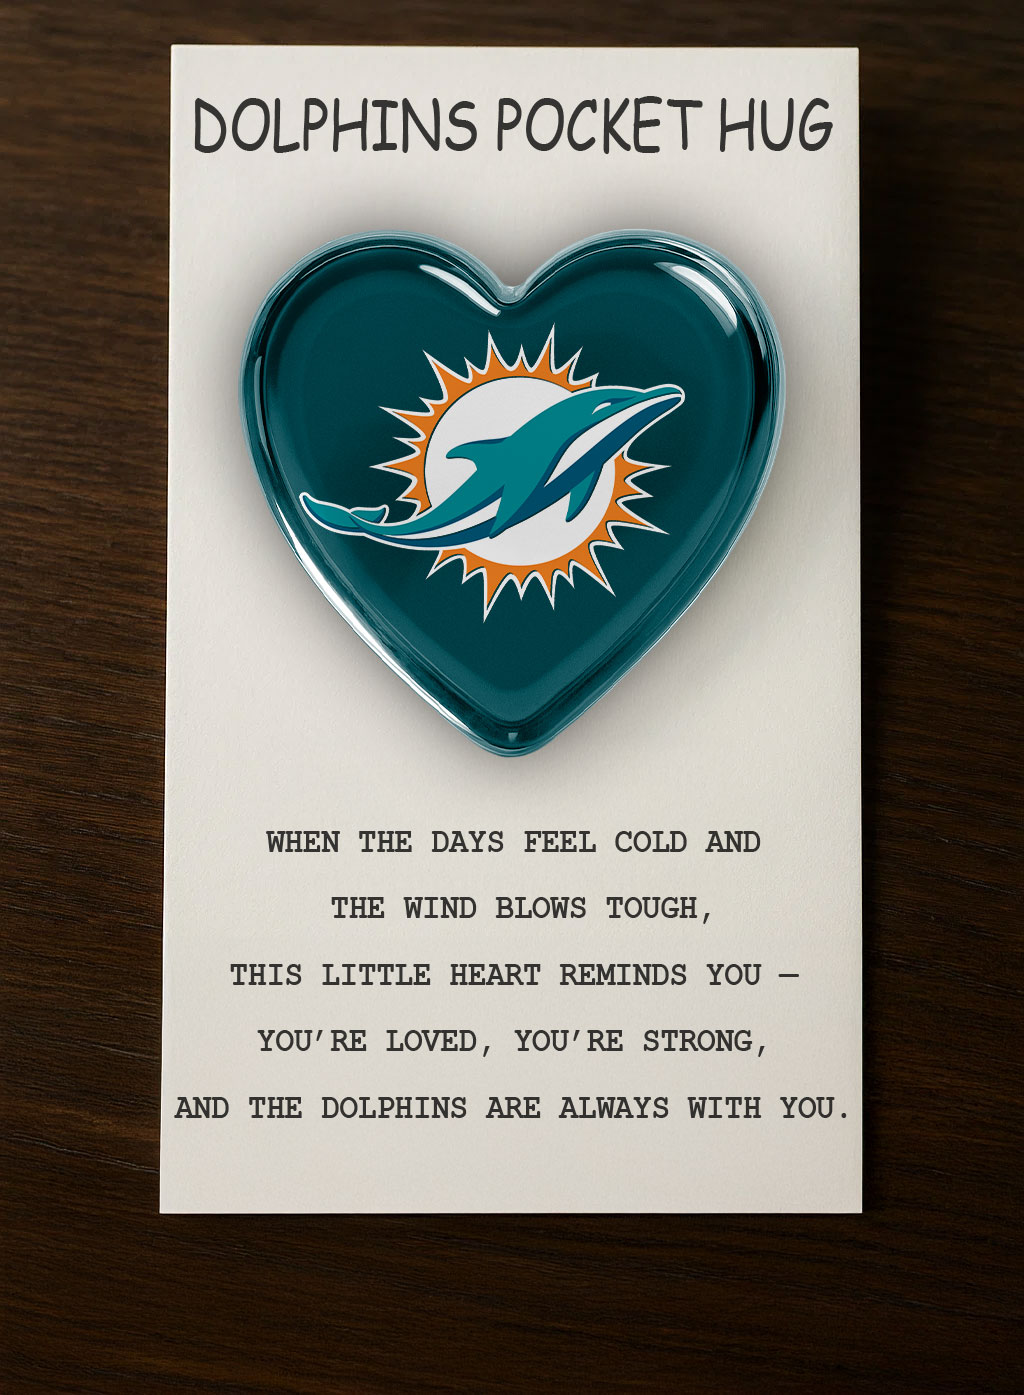 DOLPHINS POCKET HUG
WHEN THE DAYS FEEL COLD AND
THE WIND BLOWS TOUGH,
THIS LITTLE HEART REMINDS YOU —
YOU’RE LOVED, YOU’RE STRONG,
AND THE DOLPHINS ARE ALWAYS WITH YOU.